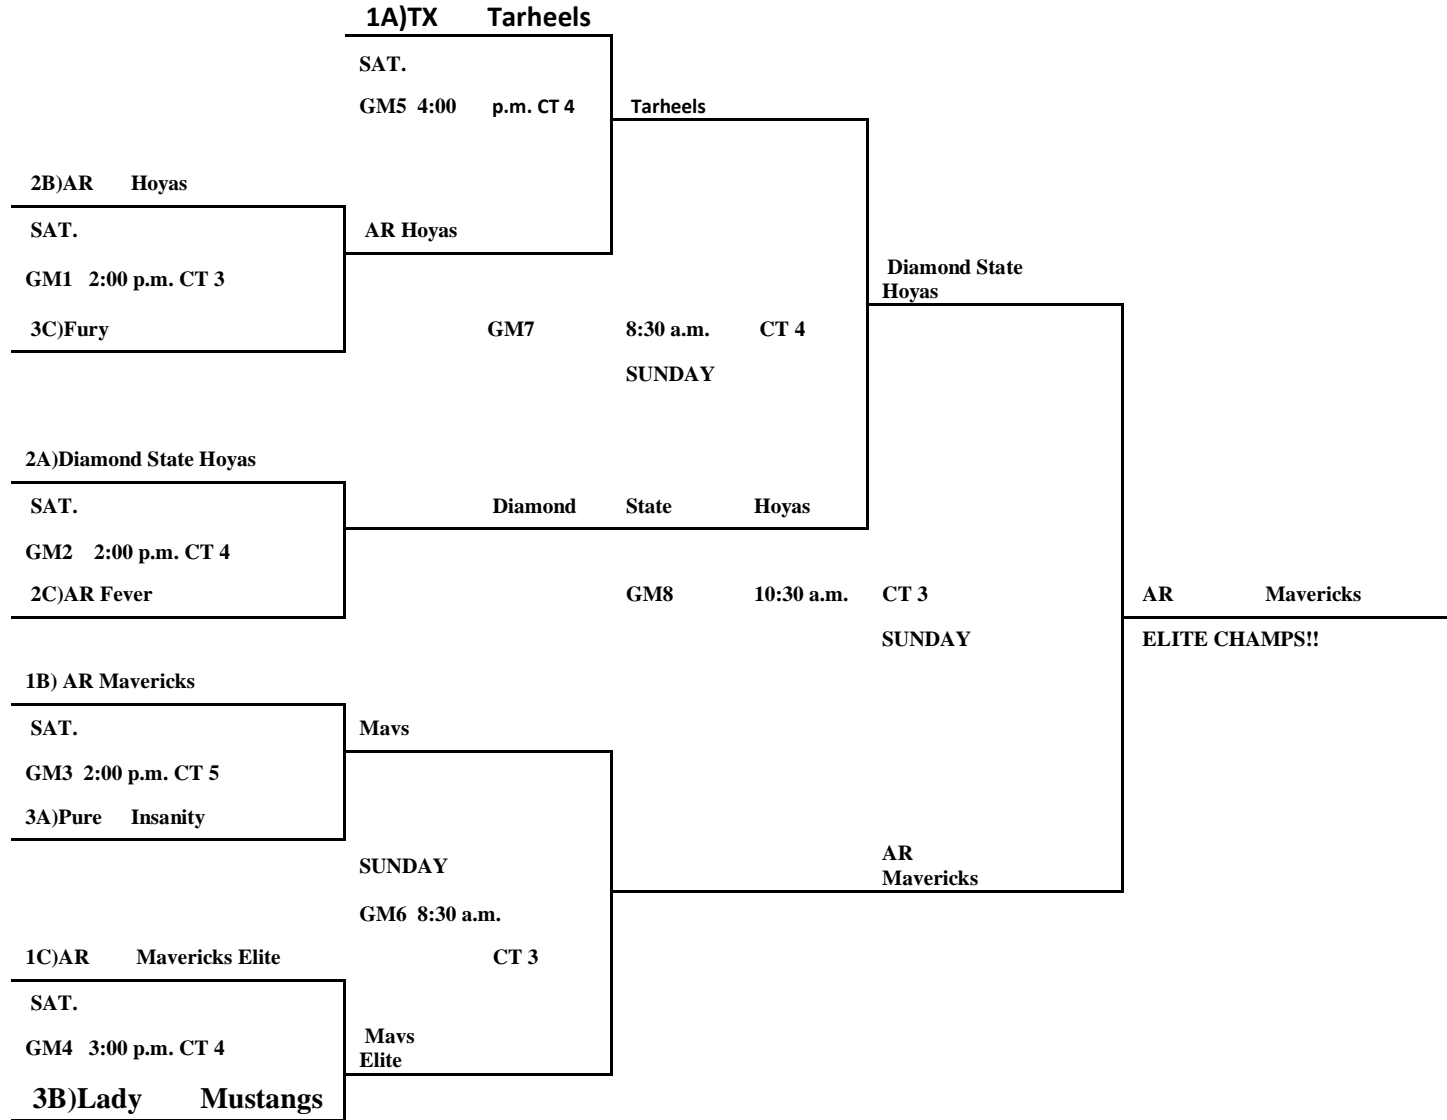 1A)TX Tarheels
SAT.
GM5 4:00 p.m. CT 4 Tarheels
2B)AR Hoyas
SAT. AR Hoyas
Diamond State
GM1 2:00 p.m. CT 3 Hoyas
3C)Fury GM7 8:30 a.m. CT 4
SUNDAY
2A)Diamond State Hoyas
SAT. Diamond State Hoyas
GM2 2:00 p.m. CT 4
2C)AR Fever GM8 10:30 a.m. CT 3 AR Mavericks
SUNDAY ELITE CHAMPS!!
1B) AR Mavericks
SAT. Mavs
GM3 2:00 p.m. CT 5
3A)Pure Insanity
AR
SUNDAY Mavericks
GM6 8:30 a.m.
1C)AR Mavericks Elite CT 3
SAT.
Mavs
GM4 3:00 p.m. CT 4 Elite
3B)Lady Mustangs